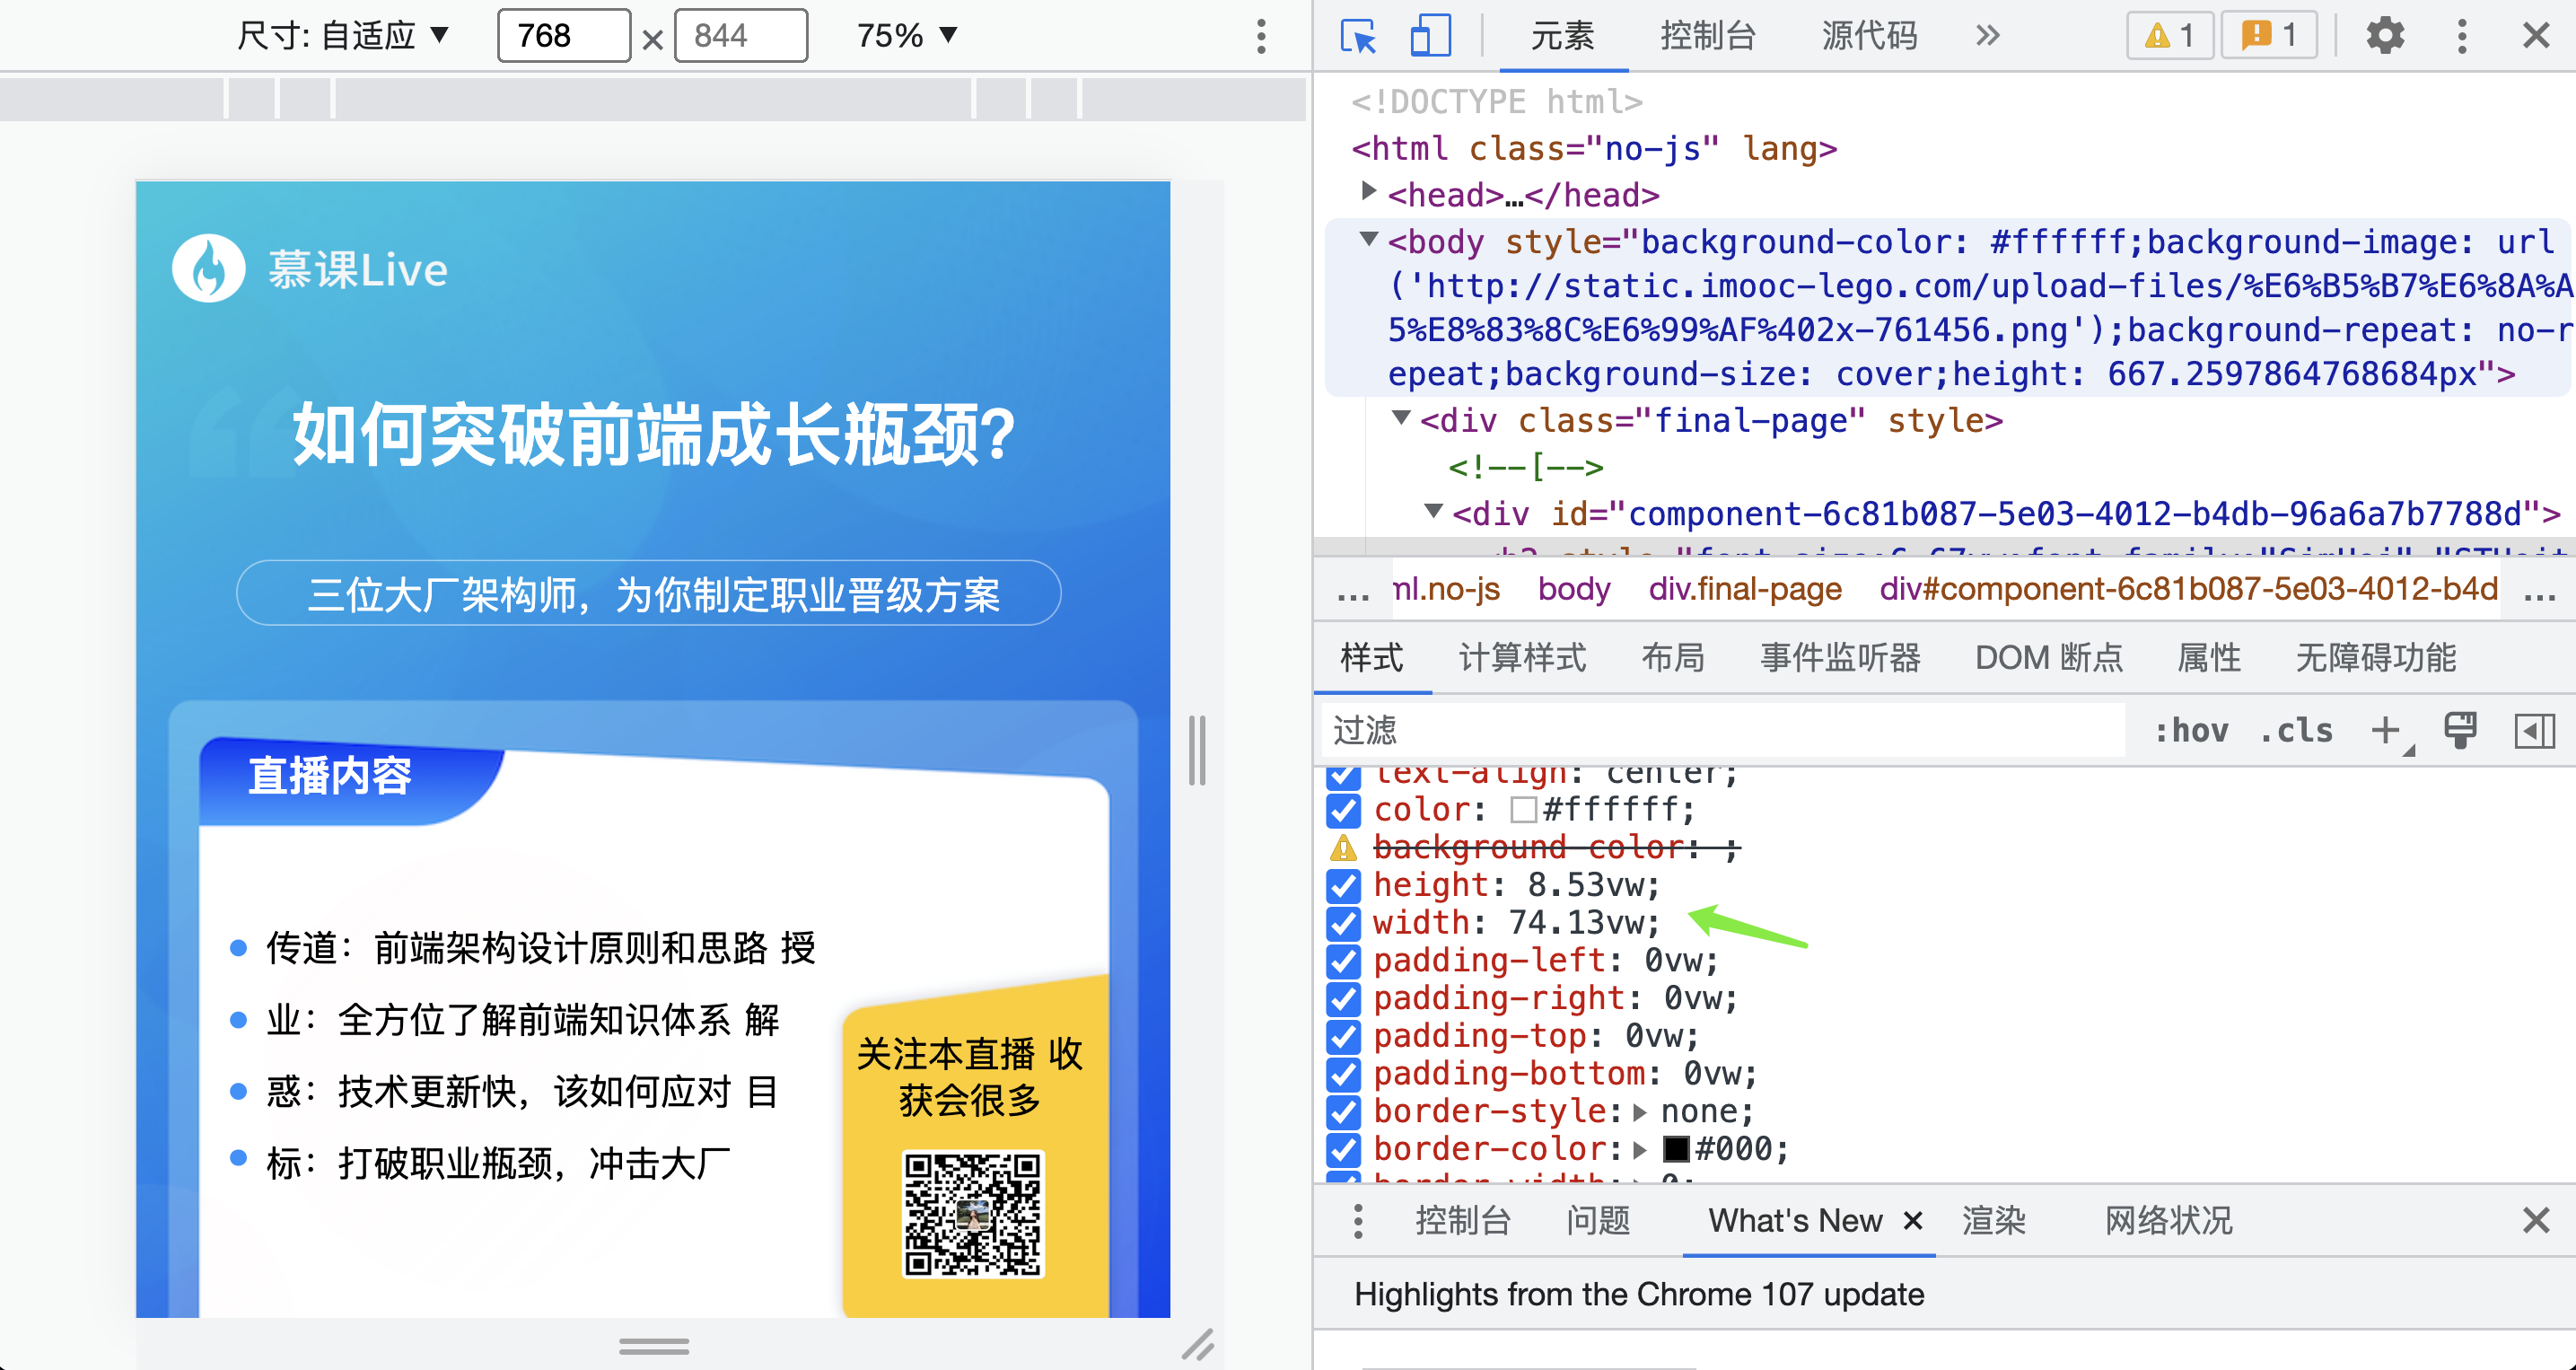 尺寸: 自适应 ▼ 768 × 844 75% ▼
慕课Live
如何突破前端成长瓶颈?
三位大厂架构师，为你制定职业晋级方案
直播内容
传道：前端架构设计原则和思路 授
业：全方位了解前端知识体系 解
惑：技术更新快，该如何应对 目
标：打破职业瓶颈，冲击大厂
关注本直播 收
获会很多
元素 控制台 源代码 » 1 1
<!DOCTYPE html>
<html class="no-js" lang>
<head>…</head>
<body style="background-color: #ffffff;background-image: url
('http://static.imooc-lego.com/upload-files/%E6%B5%B7%E6%8A%A
5%E8%83%8C%E6%99%AF%402x-761456.png');background-repeat: no-r
epeat;background-size: cover;height: 667.2597864768684px">
<div class="final-page" style>
<!--[-->
<div id="component-6c81b087-5e03-4012-b4db-96a6a7b7788d">
... ml.no-js body div.final-page div#component-6c81b087-5e03-4012-b4d ...
样式 计算样式 布局 事件监听器 DOM 断点 属性 无障碍功能
过滤 :hov .cls +
text-align: center;
color: #ffffff;
background-color: ;
height: 8.53vw;
width: 74.13vw;
padding-left: 0vw;
padding-right: 0vw;
padding-top: 0vw;
padding-bottom: 0vw;
border-style: none;
border-color: #000;
border-width: 0;
控制台 问题 What's New × 渲染 网络状况
Highlights from the Chrome 107 update